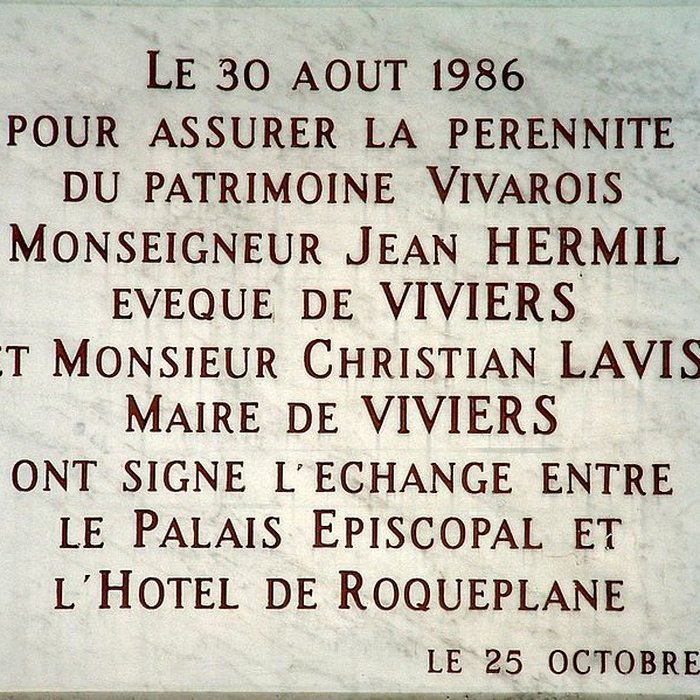 LE 30 AOUT 1986
POUR ASSURER LA PERENNITE
DU PATRIMOINE VIVAROIS
MONSEIGNEUR JEAN HERMIL
EVEQUE DE VIVIERS
ET MONSIEUR CHRISTIAN LAVIS
MAIRE DE VIVIERS
ONT SIGNE L'ECHANGE ENTRE
LE PALAIS EPISCOPAL ET
L'HOTEL DE ROQUEPLANE
LE 25 OCTOBRE